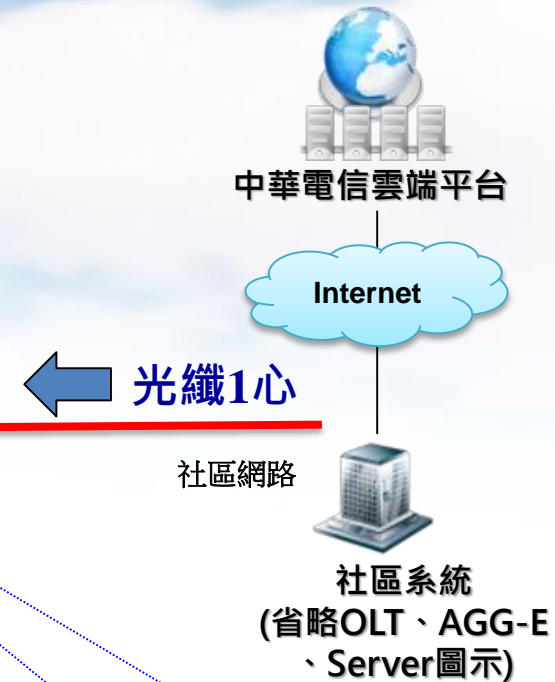 中華電信雲端平台
Internet
光纖1心
社區網路
社區系統
(省略OLT、AGG-E
、Server圖示)